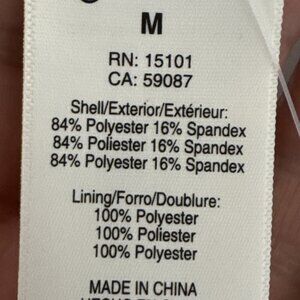 M
RN: 15101
CA: 59087
Shell/Exterior/Extérieur:
84% Polyester 16% Spandex
84% Poliester 16% Spandex
84% Polyester 16% Spandex
Lining/Forro/Doublure:
100% Polyester
100% Poliester
100% Polyester
MADE IN CHINA